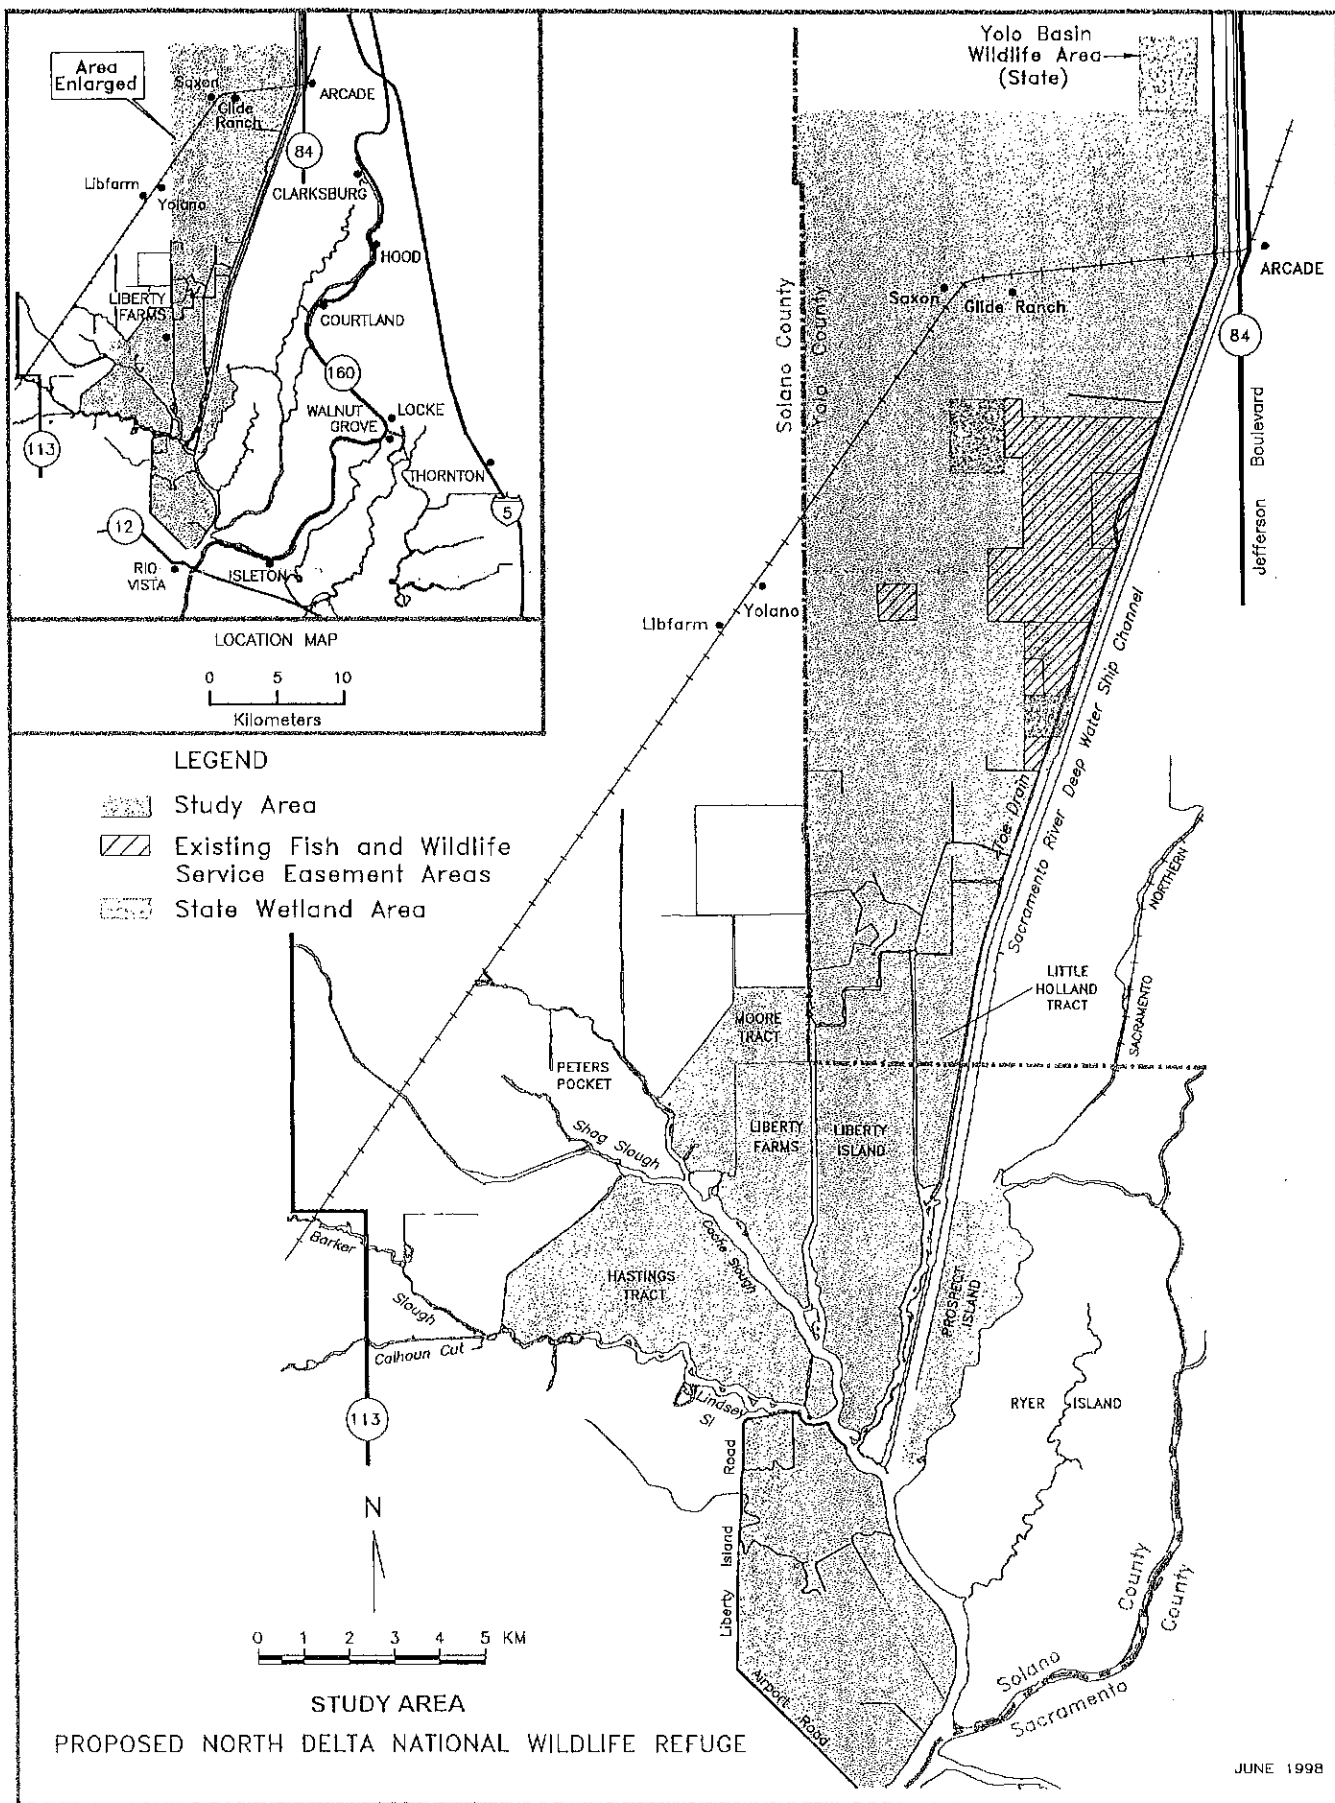 Area
Enlarged
Saxon
Glide
Ranch
ARCADE
84
Libfarm
Yolano
CLARKSBURG
HOOD
LIBERTY
FARMS
COURTLAND
160
WALNUT
GROVE
LOCKE
113
THORNTON
5
12
RIO
VISTA
ISLETON
LOCATION MAP
0 5 10
Kilometers
LEGEND
Study Area
Existing Fish and Wildlife
Service Easement Areas
State Wetland Area
Yolo Basin
Wildlife Area
(State)
ARCADE
Saxon
Glide Ranch
84
Solano County
Yolo County
Jefferson Boulevard
Yolano
Libfarm
Sacramento River Deep Water Ship Channel
Toe Drain
NORTHERN
SACRAMENTO
LITTLE
HOLLAND
TRACT
MOORE
TRACT
PETERS
POCKET
LIBERTY
FARMS
LIBERTY
ISLAND
Shag Slough
Cache Slough
Barker
Slough
HASTINGS
TRACT
PROSPECT
ISLAND
Calhoun Cut
Lindsey
Sl
RYER ISLAND
113
Liberty Island Road
N
0 1 2 3 4 5 KM
Airport Road
Solano County
Sacramento County
STUDY AREA
PROPOSED NORTH DELTA NATIONAL WILDLIFE REFUGE
JUNE 1998